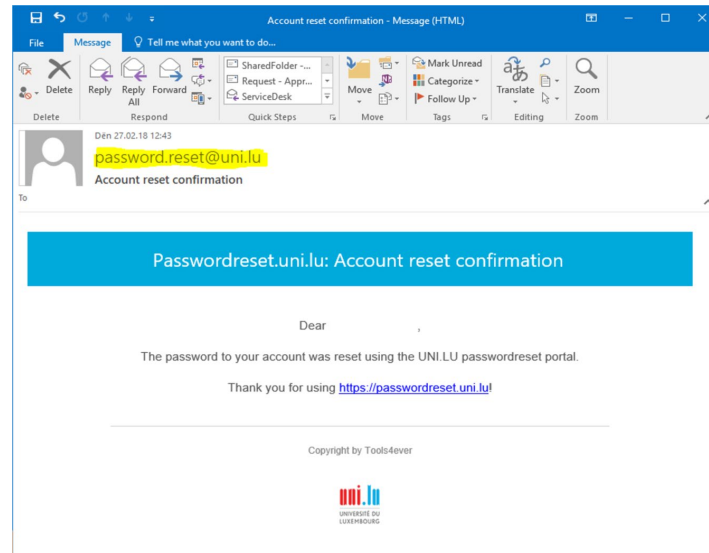 Account reset confirmation - Message (HTML)
File
Message
Tell me what you want to do...
Delete
Reply
Reply All
Forward
SharedFolder -...
Request - Appr...
ServiceDesk
Move
Mark Unread
Categorize
Follow Up
Translate
Zoom
Delete
Respond
Quick Steps
Move
Tags
Editing
Zoom
Dën 27.02.18 12:43
password.reset@uni.lu
Account reset confirmation
To
Passwordreset.uni.lu: Account reset confirmation
Dear ,
The password to your account was reset using the UNI.LU passwordreset portal.
Thank you for using https://passwordreset.uni.lu!
Copyright by Tools4ever
uni.lu
UNIVERSITÉ DU
LUXEMBOURG